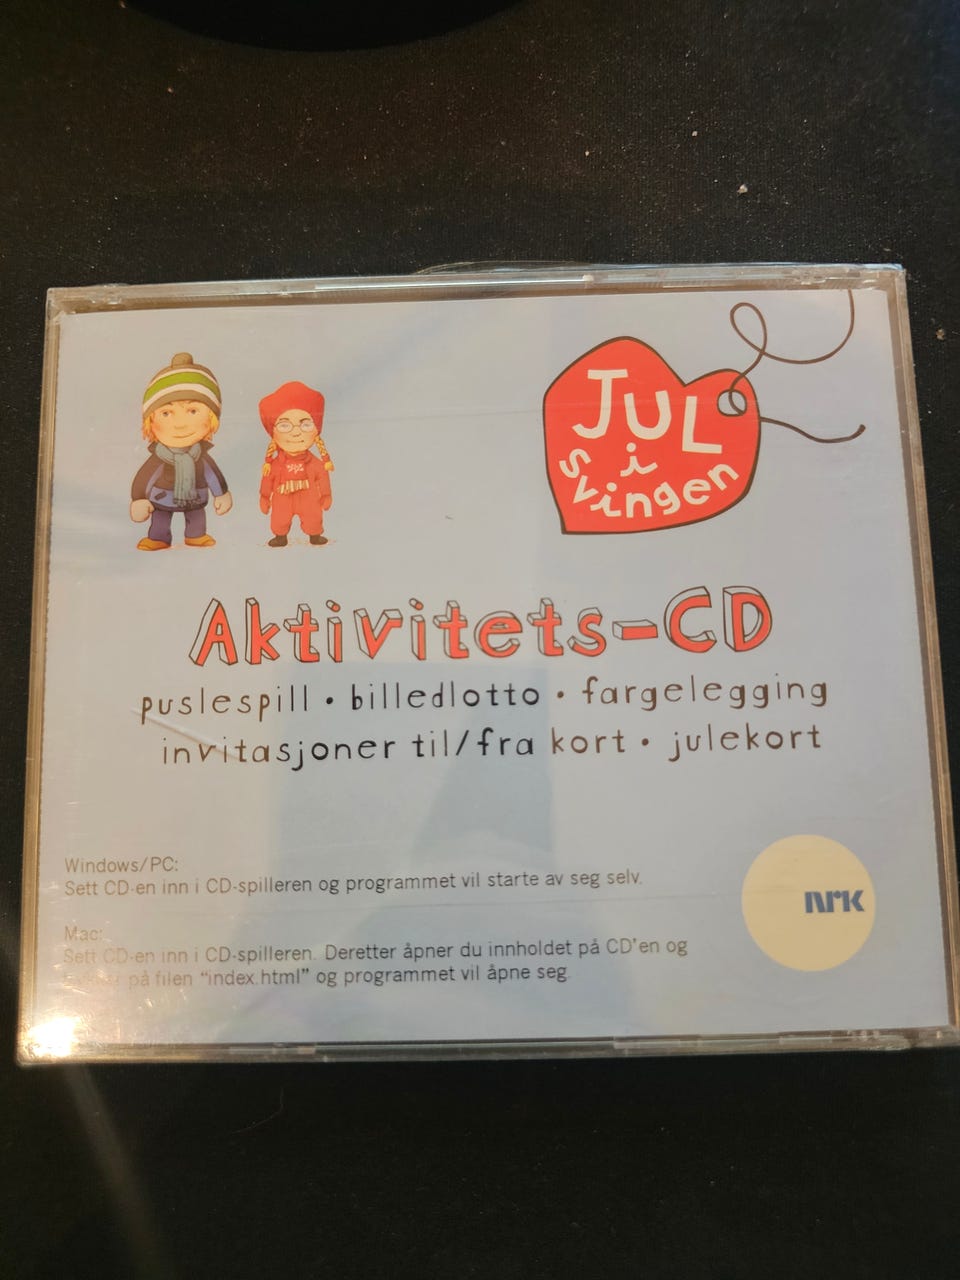 JUL
i
svingen
Aktivitets-CD
puslespill • billedlotto • fargelegging
invitasjoner til/fra kort • julekort
Windows/PC:
Sett CD-en inn i CD-spilleren og programmet vil starte av seg selv.
Mac:
Sett CD-en inn i CD-spilleren. Deretter åpner du innholdet på CD'en og
på filen “index.html” og programmet vil åpne seg.
nrk